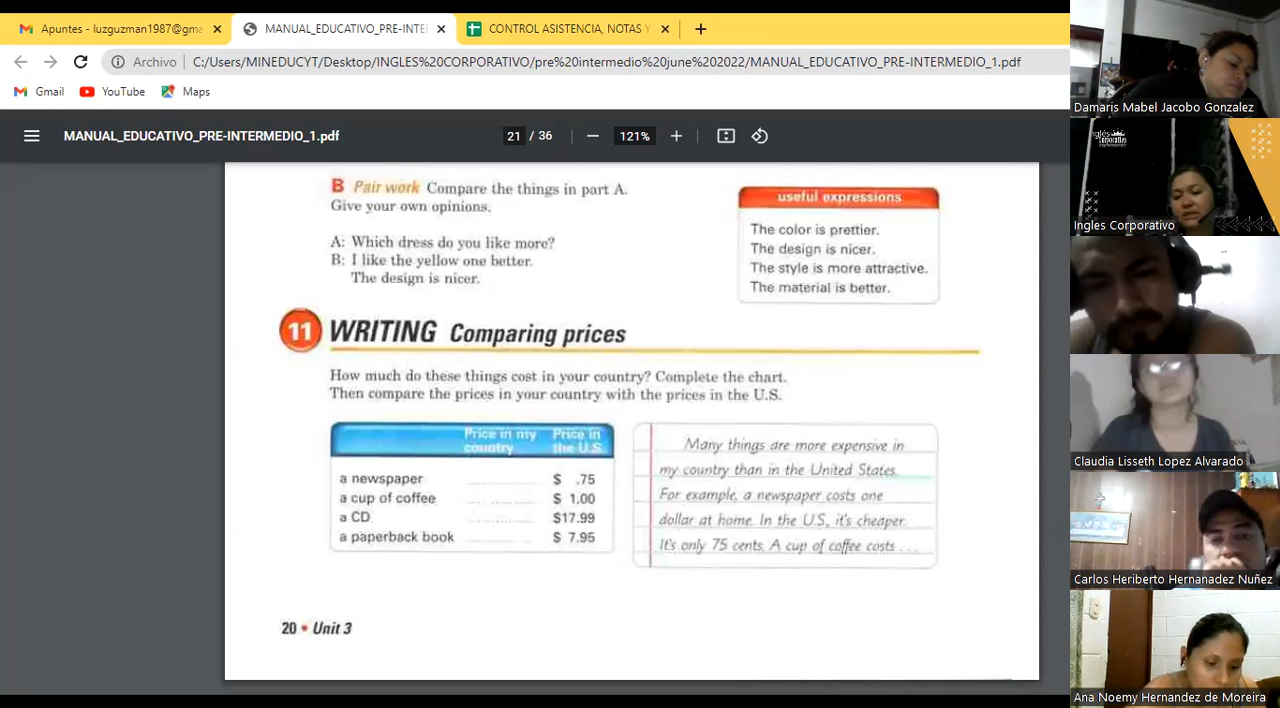 Apuntes - luzguzman1987@gma
MANUAL_EDUCATIVO_PRE-INTE
CONTROL ASISTENCIA, NOTAS Y
Archivo
C:/Users/MINEDUCYT/Desktop/INGLES%20CORPORATIVO/pre%20intermedio%20june%202022/MANUAL_EDUCATIVO_PRE-INTERMEDIO_1.pdf
Gmail
YouTube
Maps
MANUAL_EDUCATIVO_PRE-INTERMEDIO_1.pdf
21 / 36
121%
B Pair work Compare the things in part A.
Give your own opinions.
A: Which dress do you like more?
B: I like the yellow one better.
The design is nicer.
useful expressions
The color is prettier.
The design is nicer.
The style is more attractive.
The material is better.
11 WRITING Comparing prices
How much do these things cost in your country? Complete the chart.
Then compare the prices in your country with the prices in the U.S.
Price in my country
Price in the U.S.
a newspaper $ .75
a cup of coffee $ 1.00
a CD $17.99
a paperback book $ 7.95
Many things are more expensive in
my country than in the United States.
For example, a newspaper costs one
dollar at home. In the U.S., it's cheaper.
It's only 75 cents. A cup of coffee costs . . .
20 • Unit 3
Damaris Mabel Jacobo Gonzalez
Inglés Corporativo
Ingles Corporativo
Claudia Lisseth Lopez Alvarado
Carlos Heriberto Hernanadez Nuñez
Ana Noemy Hernandez de Moreira